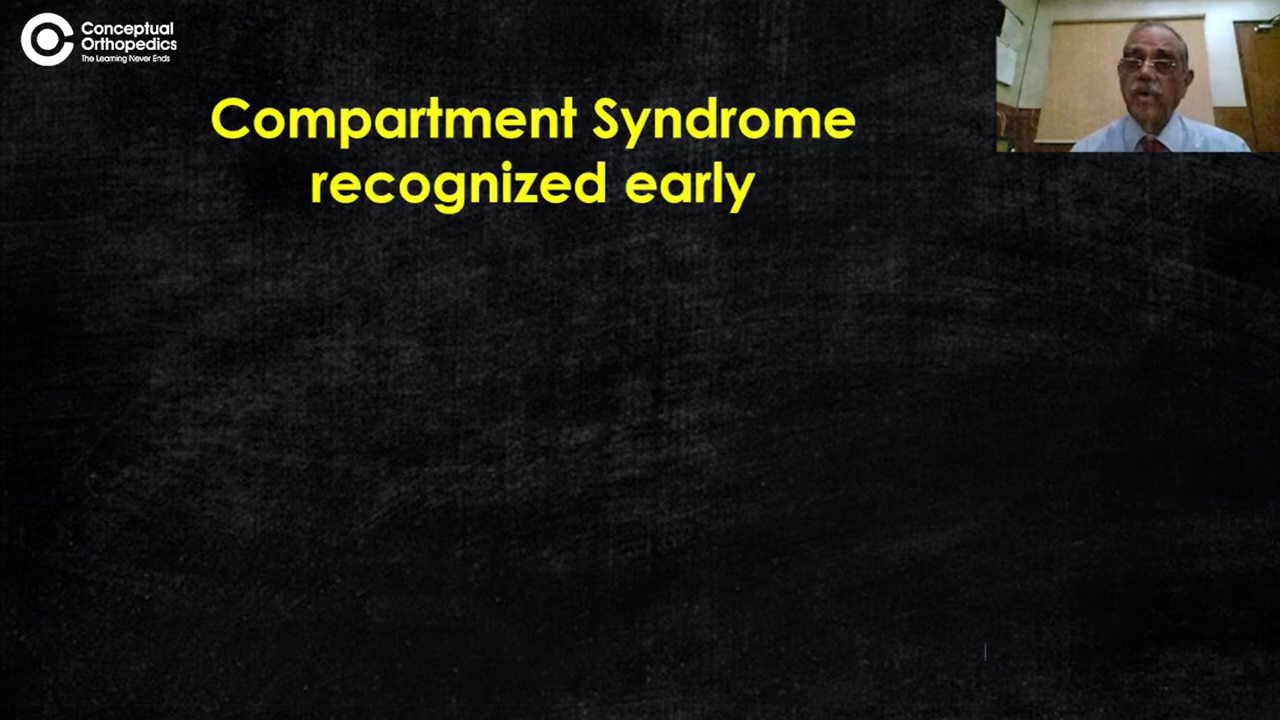 Conceptual
Orthopedics
The Learning Never Ends
Compartment Syndrome
recognized early